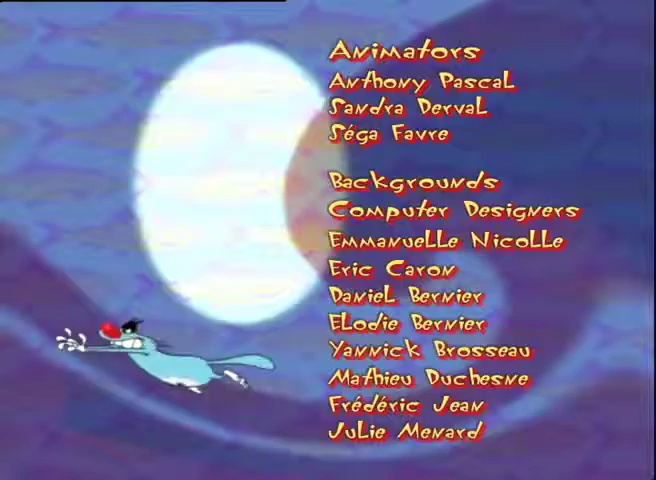 Animators
Anthony Pascal
Sandra Derval
Séga Favre
Backgrounds
Computer Designers
Emmanuelle Nicolle
Eric Caron
Daniel Bernier
Elodie Bernier
Yannick Brosseau
Mathieu Duchesne
Frédéric Jean
Julie Menard